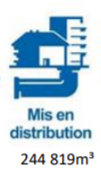 Mis en
distribution
244 819m³